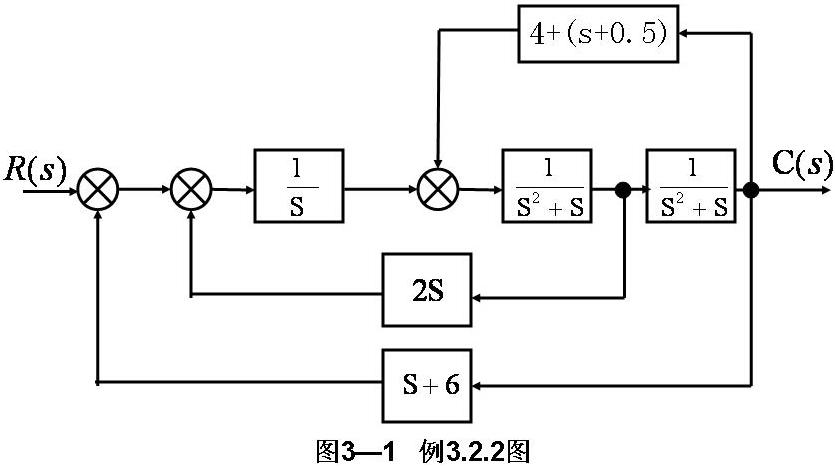 4+(s+0.5)
R(s)
1
S
1
S² + S
1
S² + S
C(s)
2S
S + 6
图3—1 例3.2.2图